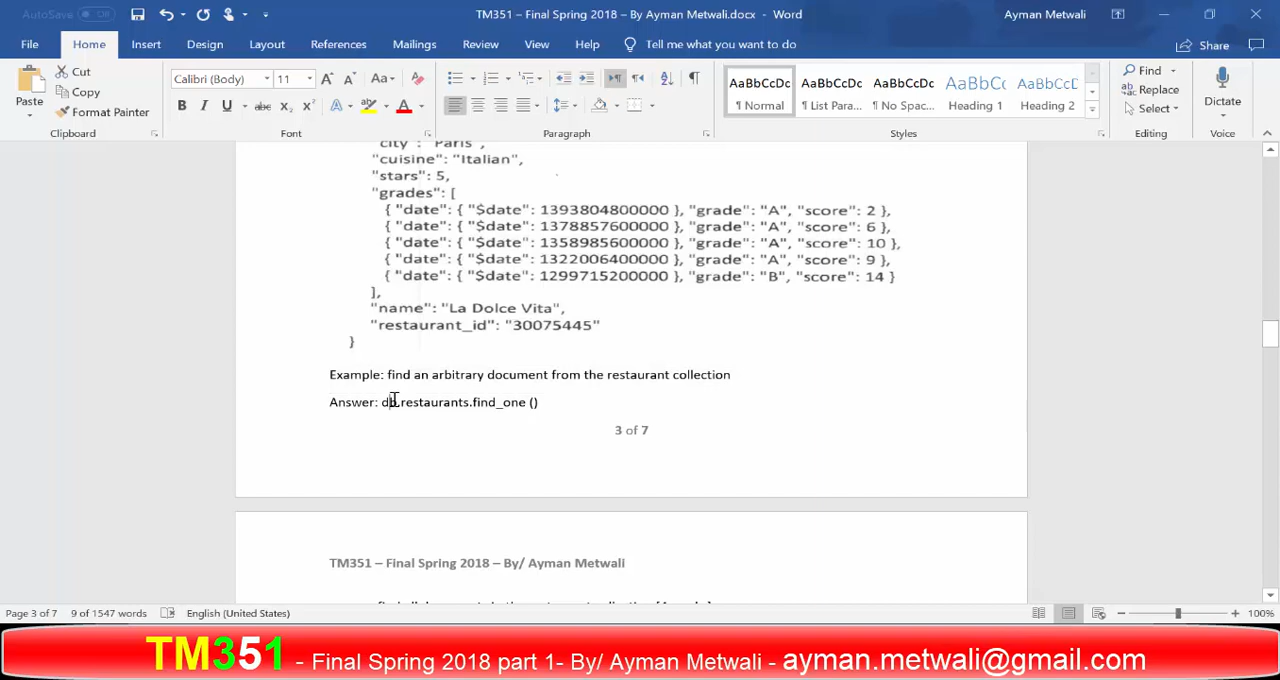 AutoSave Off
TM351 – Final Spring 2018 – By Ayman Metwali.docx - Word
Ayman Metwali
File Home Insert Design Layout References Mailings Review View Help Tell me what you want to do Share
Paste
Cut
Copy
Format Painter
Clipboard
Calibri (Body) 11
Font
Paragraph
AaBbCcDc AaBbCcDc AaBbCcDc AaBbCc AaBbCcD
¶ Normal ¶ List Para... ¶ No Spac... Heading 1 Heading 2
Styles
Find
Replace
Select
Editing
Dictate
Voice
"city": "Paris",
"cuisine": "Italian",
"stars": 5,
"grades": [
{ "date": { "$date": 1393804800000 }, "grade": "A", "score": 2 },
{ "date": { "$date": 1378857600000 }, "grade": "A", "score": 6 },
{ "date": { "$date": 1358985600000 }, "grade": "A", "score": 10 },
{ "date": { "$date": 1322006400000 }, "grade": "A", "score": 9 },
{ "date": { "$date": 1299715200000 }, "grade": "B", "score": 14 }
],
"name": "La Dolce Vita",
"restaurant_id": "30075445"
}
Example: find an arbitrary document from the restaurant collection
Answer: db.restaurants.find_one ()
3 of 7
TM351 – Final Spring 2018 – By/ Ayman Metwali
Page 3 of 7 9 of 1547 words English (United States) 100%
TM351 - Final Spring 2018 part 1- By/ Ayman Metwali - ayman.metwali@gmail.com